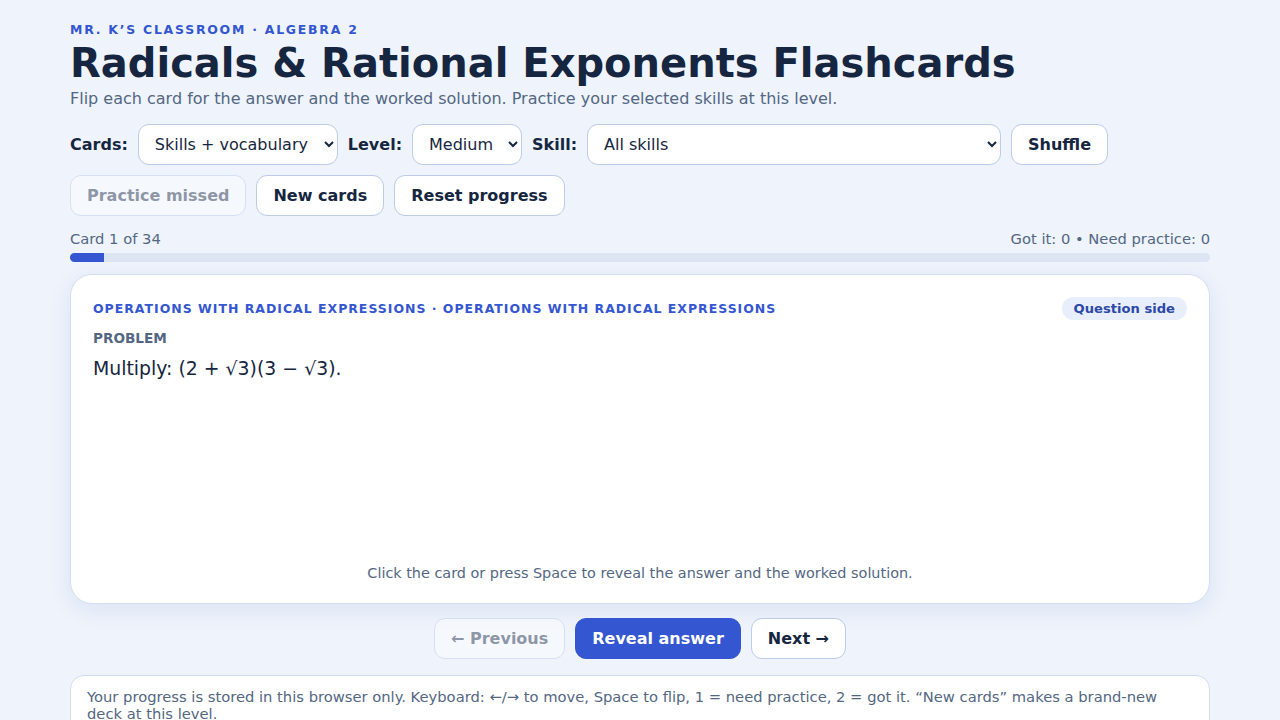 MR. K’S CLASSROOM · ALGEBRA 2
Radicals & Rational Exponents Flashcards
Flip each card for the answer and the worked solution. Practice your selected skills at this level.
Cards: Skills + vocabulary Level: Medium Skill: All skills Shuffle
Practice missed New cards Reset progress
Card 1 of 34 Got it: 0 • Need practice: 0
OPERATIONS WITH RADICAL EXPRESSIONS · OPERATIONS WITH RADICAL EXPRESSIONS Question side
PROBLEM
Multiply: (2 + √3)(3 − √3).
Click the card or press Space to reveal the answer and the worked solution.
← Previous Reveal answer Next →
Your progress is stored in this browser only. Keyboard: ←/→ to move, Space to flip, 1 = need practice, 2 = got it. “New cards” makes a brand-new
deck at this level.